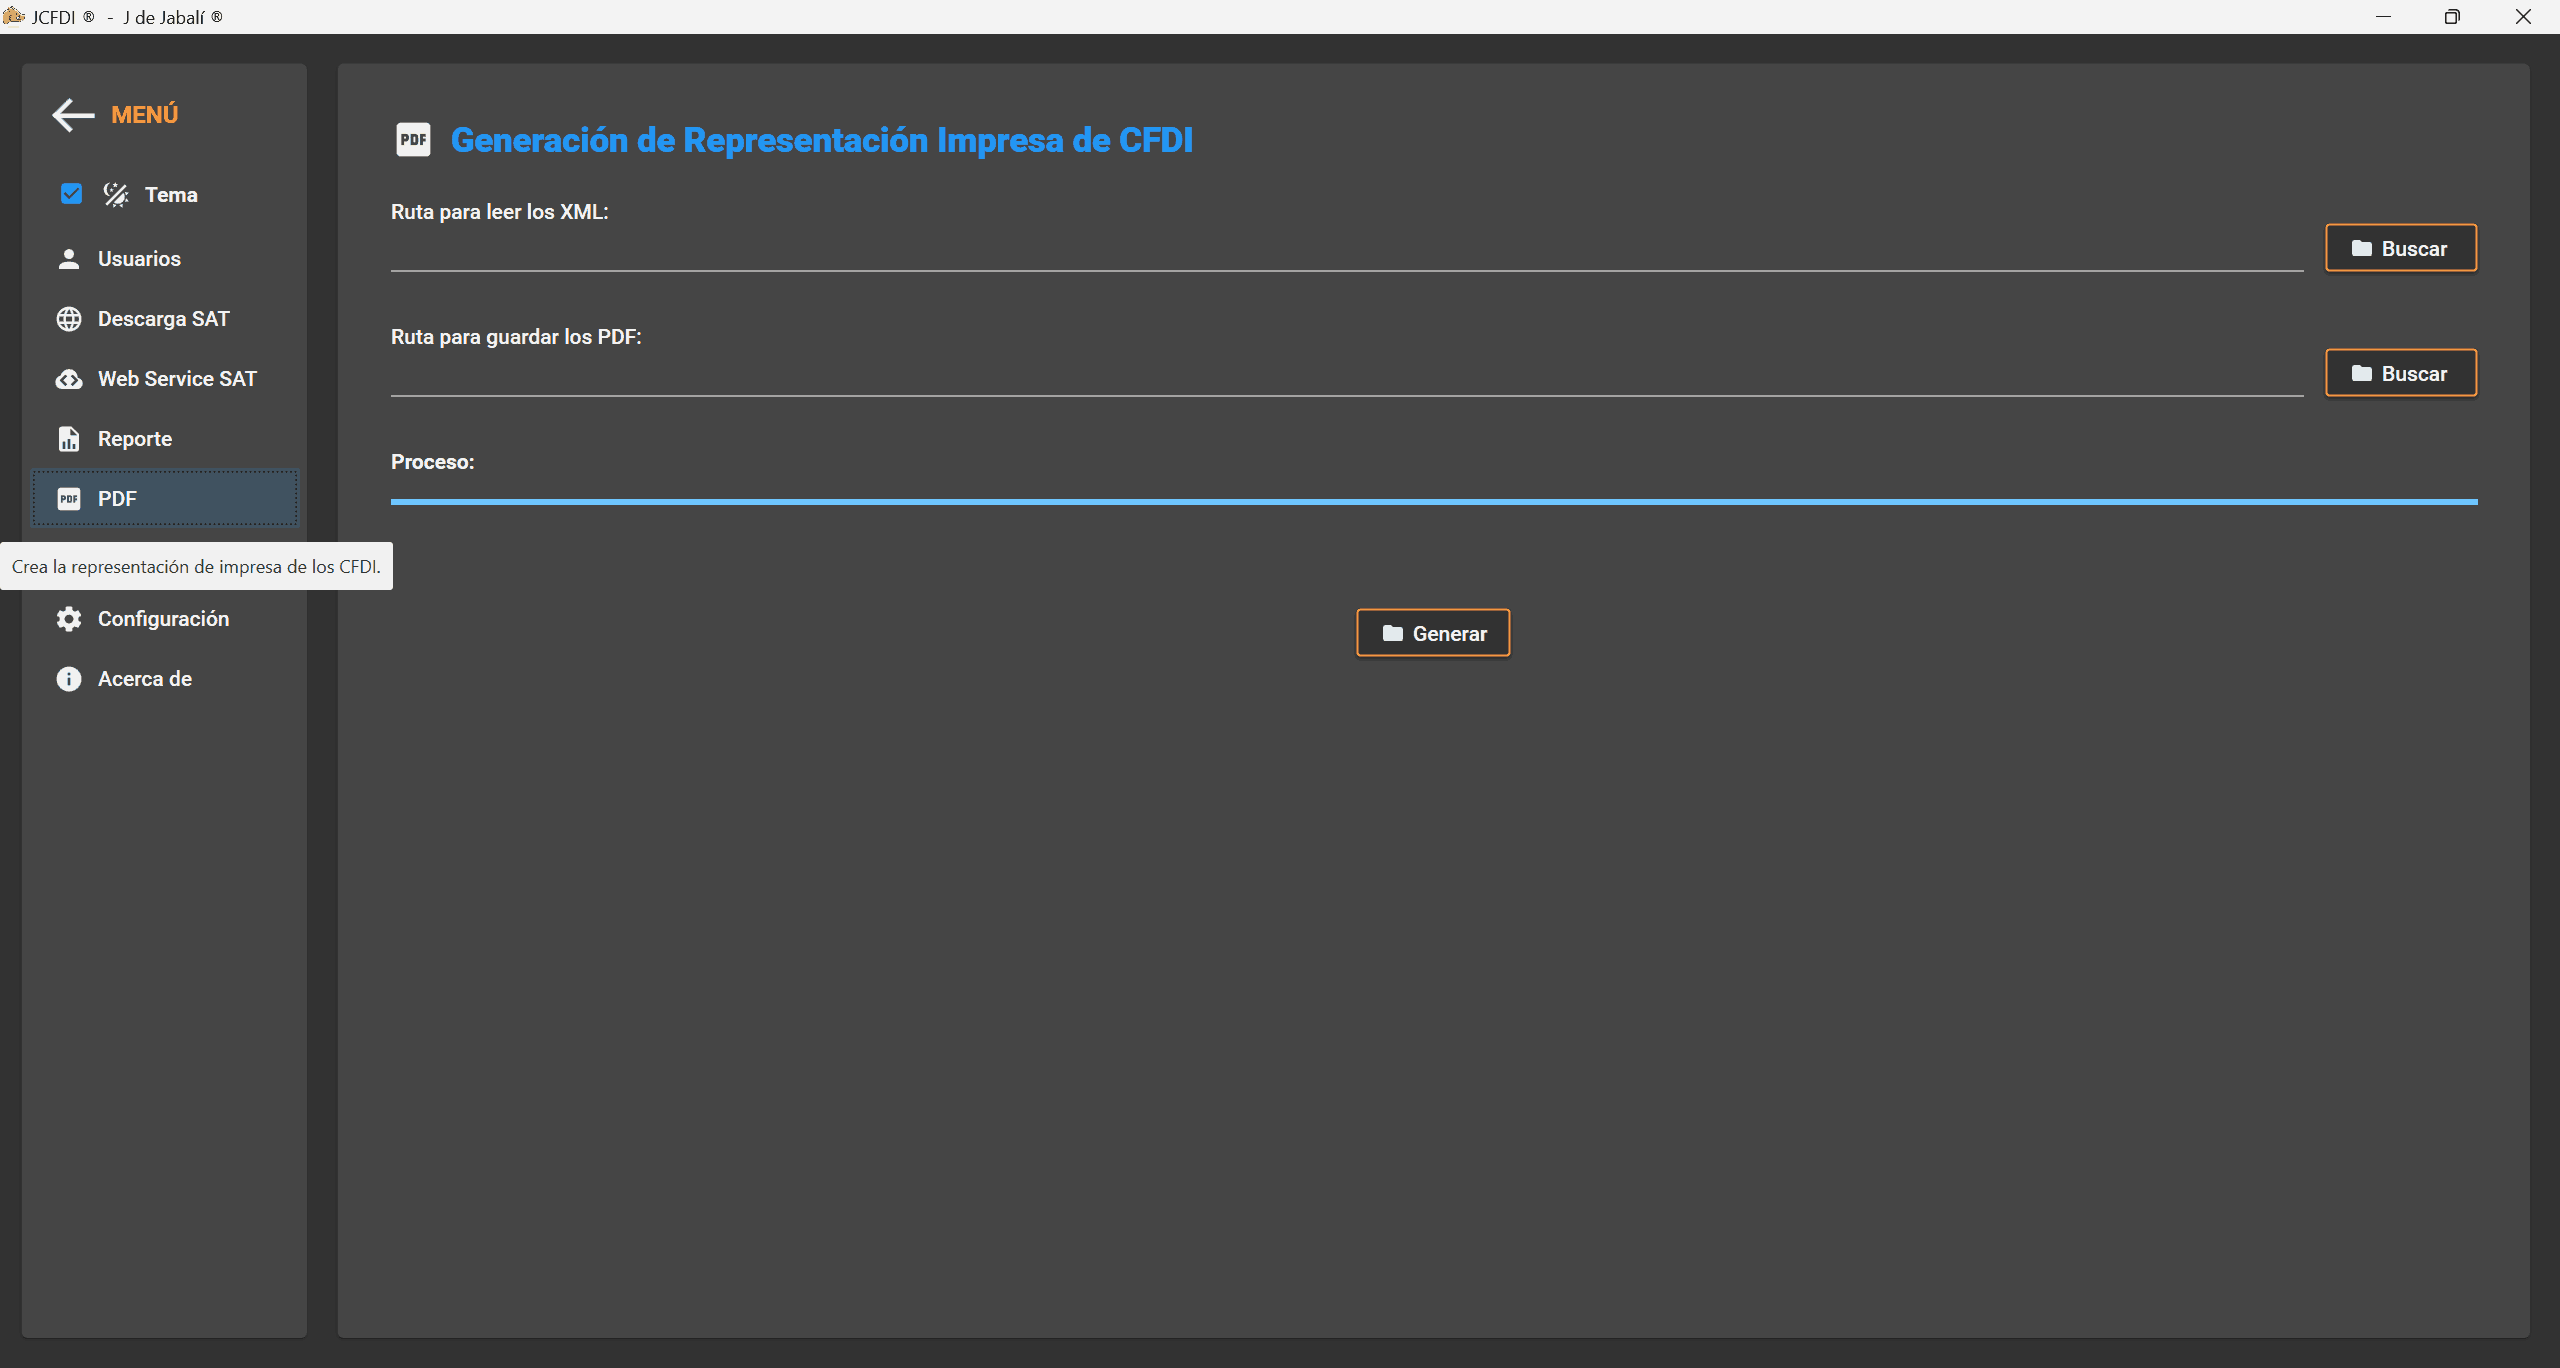 JCFDI ® - J de Jabalí ®
MENÚ
Tema
Usuarios
Descarga SAT
Web Service SAT
Reporte
PDF
PDF
Crea la representación de impresa de los CFDI.
Configuración
Acerca de
PDF
Generación de Representación Impresa de CFDI
Ruta para leer los XML:
Buscar
Ruta para guardar los PDF:
Buscar
Proceso:
Generar